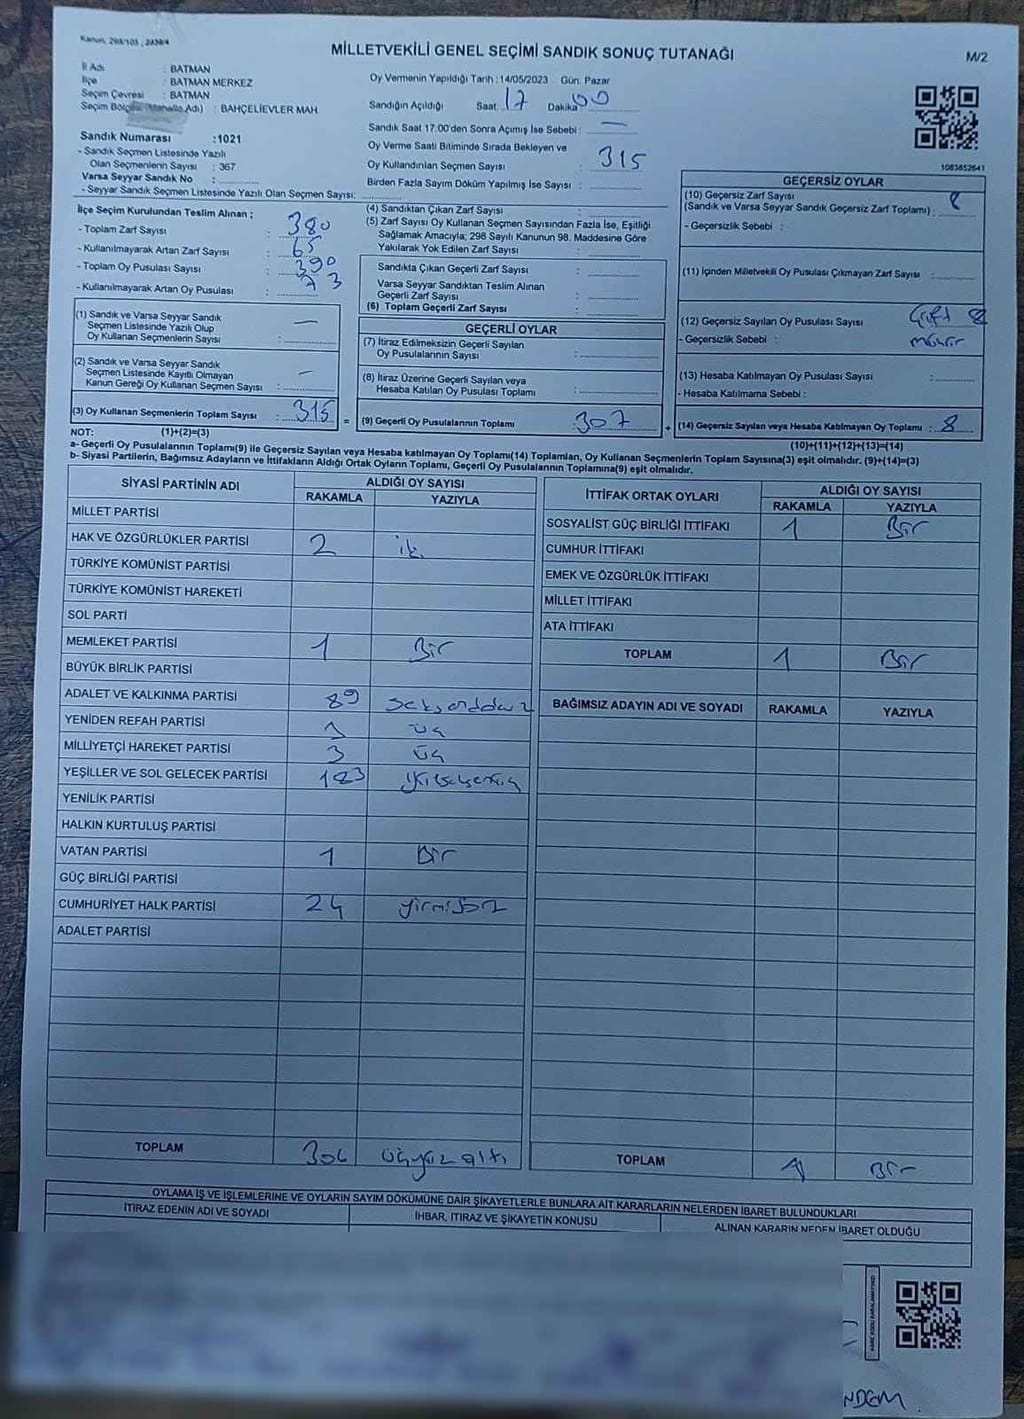 Kanun, 298/105, 2839/4
MİLLETVEKİLİ GENEL SEÇİMİ SANDIK SONUÇ TUTANAĞI
M/2
İl Adı : BATMAN
İlçe : BATMAN MERKEZ
Seçim Çevresi : BATMAN
Seçim Bölgesi (Mahalle Adı) : BAHÇELİEVLER MAH
Sandık Numarası : 1021
- Sandık Seçmen Listesinde Yazılı
Olan Seçmenlerin Sayısı : 367
Varsa Seyyar Sandık No :
- Seyyar Sandık Seçmen Listesinde Yazılı Olan Seçmen Sayısı:
Oy Vermenin Yapıldığı Tarih : 14/05/2023 Gün: Pazar
Sandığın Açıldığı Saat 17 Dakika 00
Sandık Saat 17.00'den Sonra Açılmış İse Sebebi : —
Oy Verme Saati Bitiminde Sırada Bekleyen ve
Oy Kullandırılan Seçmen Sayısı : 315
Birden Fazla Sayım Döküm Yapılmış İse Sayısı :
1083652641
İlçe Seçim Kurulundan Teslim Alınan ;
- Toplam Zarf Sayısı : 380
- Kullanılmayarak Artan Zarf Sayısı : 65
- Toplam Oy Pusulası Sayısı : 390
- Kullanılmayarak Artan Oy Pusulası :
(1) Sandık ve Varsa Seyyar Sandık
Seçmen Listesinde Yazılı Olup
Oy Kullanan Seçmenlerin Sayısı : —
(2) Sandık ve Varsa Seyyar Sandık
Seçmen Listesinde Kayıtlı Olmayan
Kanun Gereği Oy Kullanan Seçmen Sayısı : —
(3) Oy Kullanan Seçmenlerin Toplam Sayısı : 315 =
(4) Sandıktan Çıkan Zarf Sayısı :
(5) Zarf Sayısı Oy Kullanan Seçmen Sayısından Fazla İse, Eşitliği
Sağlamak Amacıyla, 298 Sayılı Kanunun 98. Maddesine Göre
Yakılarak Yok Edilen Zarf Sayısı :
Sandıkta Çıkan Geçerli Zarf Sayısı :
Varsa Seyyar Sandıktan Teslim Alınan
Geçerli Zarf Sayısı :
(6) Toplam Geçerli Zarf Sayısı :
GEÇERLİ OYLAR
(7) İtiraz Edilmeksizin Geçerli Sayılan
Oy Pusulalarının Sayısı :
(8) İtiraz Üzerine Geçerli Sayılan veya
Hesaba Katılan Oy Pusulası Toplamı :
(9) Geçerli Oy Pusulalarının Toplamı : 307 +
GEÇERSİZ OYLAR
(10) Geçersiz Zarf Sayısı
(Sandık ve Varsa Seyyar Sandık Geçersiz Zarf Toplamı) : 8
- Geçersizlik Sebebi :
(11) İçinden Milletvekili Oy Pusulası Çıkmayan Zarf Sayısı :
(12) Geçersiz Sayılan Oy Pusulası Sayısı : Çift 8
- Geçersizlik Sebebi : mühür
(13) Hesaba Katılmayan Oy Pusulası Sayısı :
- Hesaba Katılmama Sebebi :
(14) Geçersiz Sayılan veya Hesaba Katılmayan Oy Toplamı : 8
NOT: (1)+(2)=(3)
(10)+(11)+(12)+(13)=(14)
a- Geçerli Oy Pusulalarının Toplamı(9) ile Geçersiz Sayılan veya Hesaba katılmayan Oy Toplamı(14) Toplamları, Oy Kullanan Seçmenlerin Toplam Sayısına(3) eşit olmalıdır. (9)+(14)=(3)
b- Siyasi Partilerin, Bağımsız Adayların ve İttifakların Aldığı Ortak Oyların Toplamı, Geçerli Oy Pusulalarının Toplamına(9) eşit olmalıdır.
SİYASİ PARTİNİN ADI
ALDIĞI OY SAYISI
RAKAMLA YAZIYLA
MİLLET PARTİSİ
HAK VE ÖZGÜRLÜKLER PARTİSİ 2 iki
TÜRKİYE KOMÜNİST PARTİSİ
TÜRKİYE KOMÜNİST HAREKETİ
SOL PARTİ
MEMLEKET PARTİSİ 1 Bir
BÜYÜK BİRLİK PARTİSİ
ADALET VE KALKINMA PARTİSİ 89 seksendokuz
YENİDEN REFAH PARTİSİ 3 üç
MİLLİYETÇİ HAREKET PARTİSİ 3 üç
YEŞİLLER VE SOL GELECEK PARTİSİ 183 yüzseksenüç
YENİLİK PARTİSİ
HALKIN KURTULUŞ PARTİSİ
VATAN PARTİSİ 1 Bir
GÜÇ BİRLİĞİ PARTİSİ
CUMHURİYET HALK PARTİSİ 24
ADALET PARTİSİ
TOPLAM 306 üçyüz altı
İTTİFAK ORTAK OYLARI
ALDIĞI OY SAYISI
RAKAMLA YAZIYLA
SOSYALİST GÜÇ BİRLİĞİ İTTİFAKI 1 Bir
CUMHUR İTTİFAKI
EMEK VE ÖZGÜRLÜK İTTİFAKI
MİLLET İTTİFAKI
ATA İTTİFAKI
TOPLAM 1 Bir
BAĞIMSIZ ADAYIN ADI VE SOYADI RAKAMLA YAZIYLA
TOPLAM 1 Bir
OYLAMA İŞ VE İŞLEMLERİNE VE OYLARIN SAYIM DÖKÜMÜNE DAİR ŞİKAYETLERLE BUNLARA AİT KARARLARIN NELERDEN İBARET BULUNDUKLARI
İTİRAZ EDENİN ADI VE SOYADI
İHBAR, İTİRAZ VE ŞİKAYETİN KONUSU
ALINAN KARARIN NEDEN İBARET OLDUĞU
KARE KODU KARALAMAYINIZ
NDEM